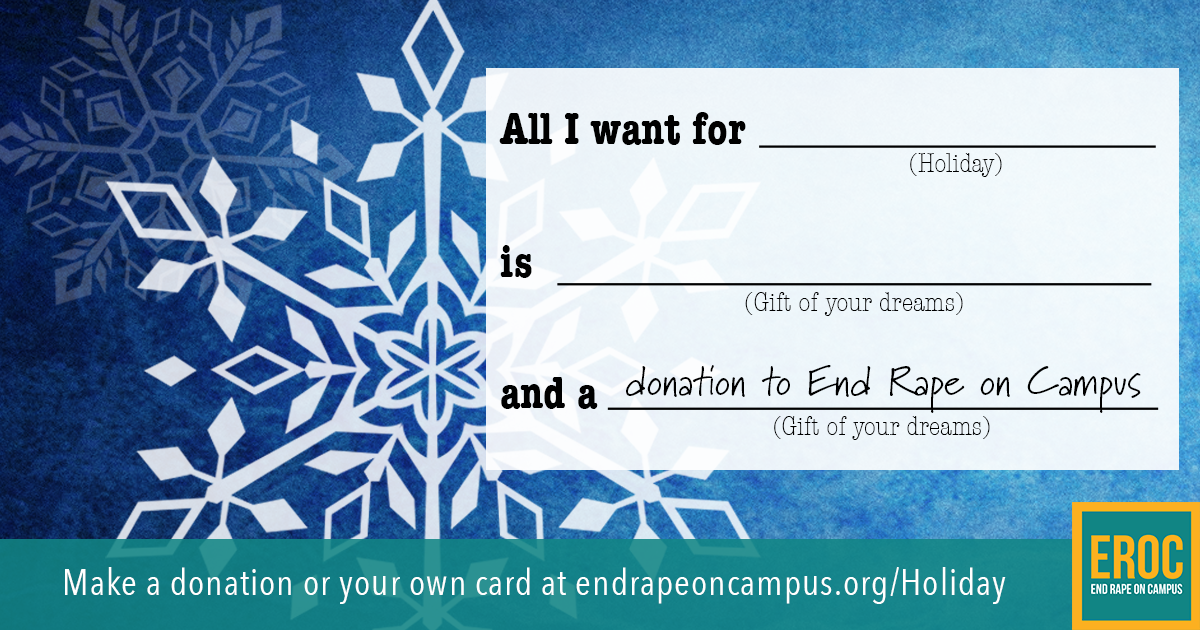 All I want for
(Holiday)
is
(Gift of your dreams)
and a donation to End Rape on Campus
(Gift of your dreams)
Make a donation or your own card at endrapeoncampus.org/Holiday
EROC
END RAPE ON CAMPUS